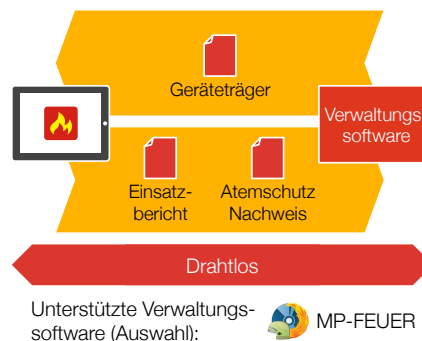 Geräteträger
Verwaltungs
software
Einsatz-
bericht
Atemschutz
Nachweis
Drahtlos
Unterstützte Verwaltungs-
software (Auswahl):
MP-FEUER